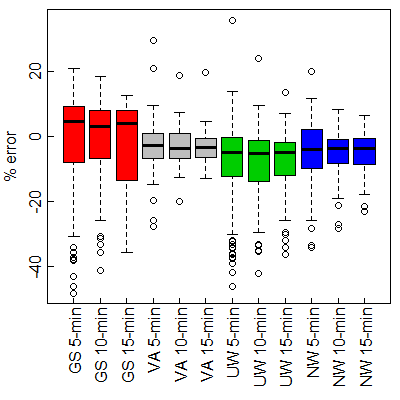 % error
20
0
-20
-40
GS 5-min
GS 10-min
GS 15-min
VA 5-min
VA 10-min
VA 15-min
UW 5-min
UW 10-min
UW 15-min
NW 5-min
NW 10-min
NW 15-min